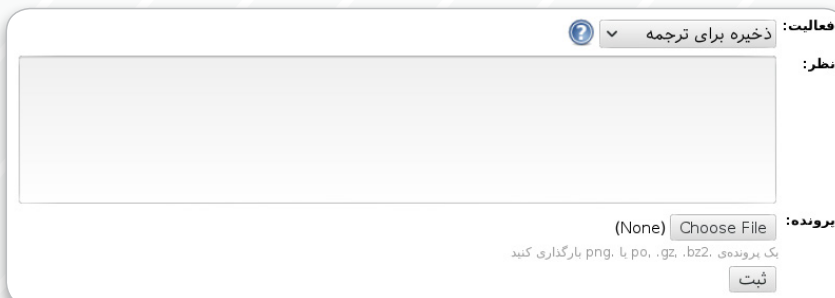 فعالیت: ذخیره برای ترجمه ?
نظر:
پرونده: Choose File (None)
یک پرونده‌ی .po, .gz, .bz2 یا .png بارگذاری کنید
ثبت